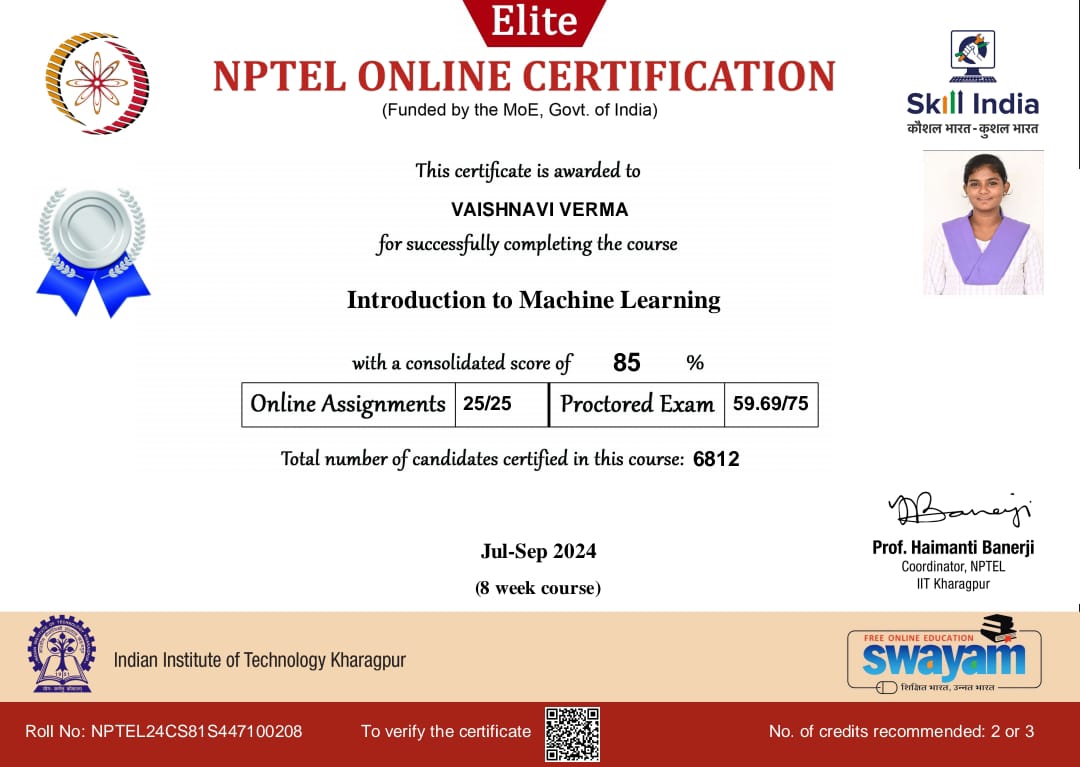 Elite
NPTEL ONLINE CERTIFICATION
(Funded by the MoE, Govt. of India)
Skill India
कौशल भारत - कुशल भारत
This certificate is awarded to
VAISHNAVI VERMA
for successfully completing the course
Introduction to Machine Learning
with a consolidated score of 85 %
Online Assignments 25/25 Proctored Exam 59.69/75
Total number of candidates certified in this course: 6812
Jul-Sep 2024
(8 week course)
Prof. Haimanti Banerji
Coordinator, NPTEL
IIT Kharagpur
Indian Institute of Technology Kharagpur
FREE ONLINE EDUCATION
swayam
शिक्षित भारत, उन्नत भारत
Roll No: NPTEL24CS81S447100208 To verify the certificate No. of credits recommended: 2 or 3